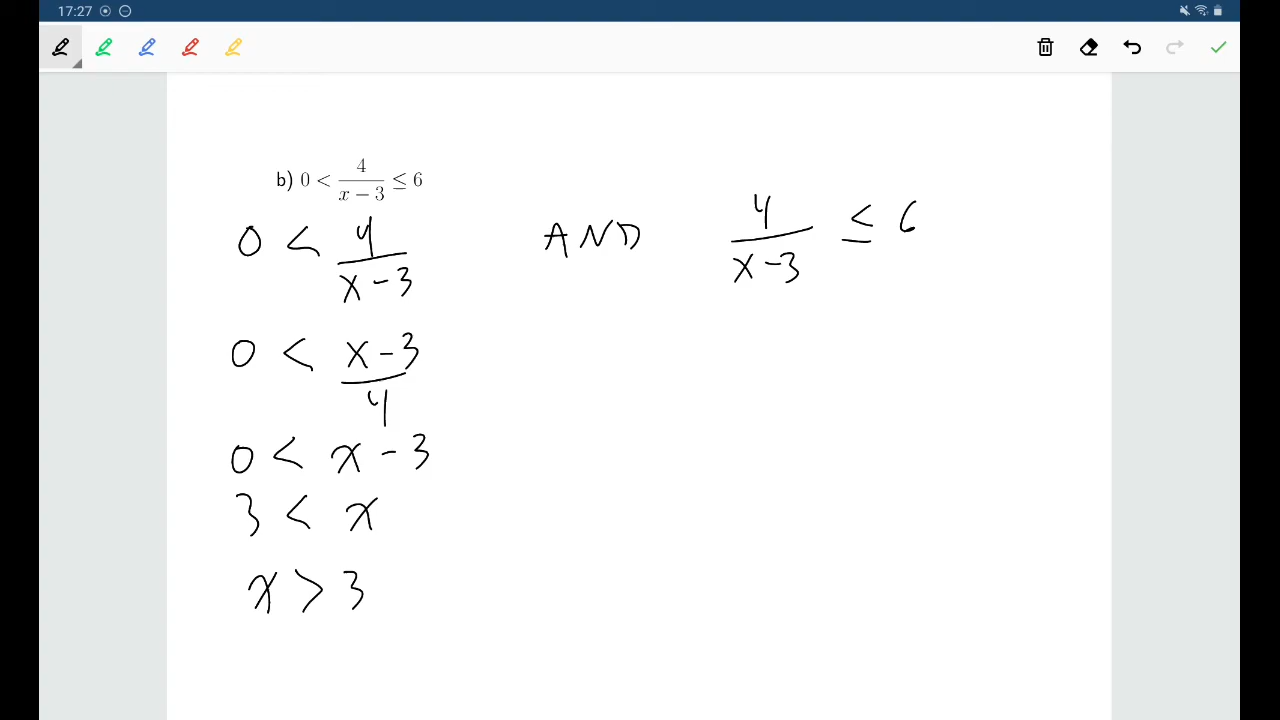 17:27
b) 0 < 4/(x − 3) ≤ 6
0 < 4/(x − 3) AND 4/(x − 3) ≤ 6
0 < (x − 3)/4
0 < x − 3
3 < x
x > 3